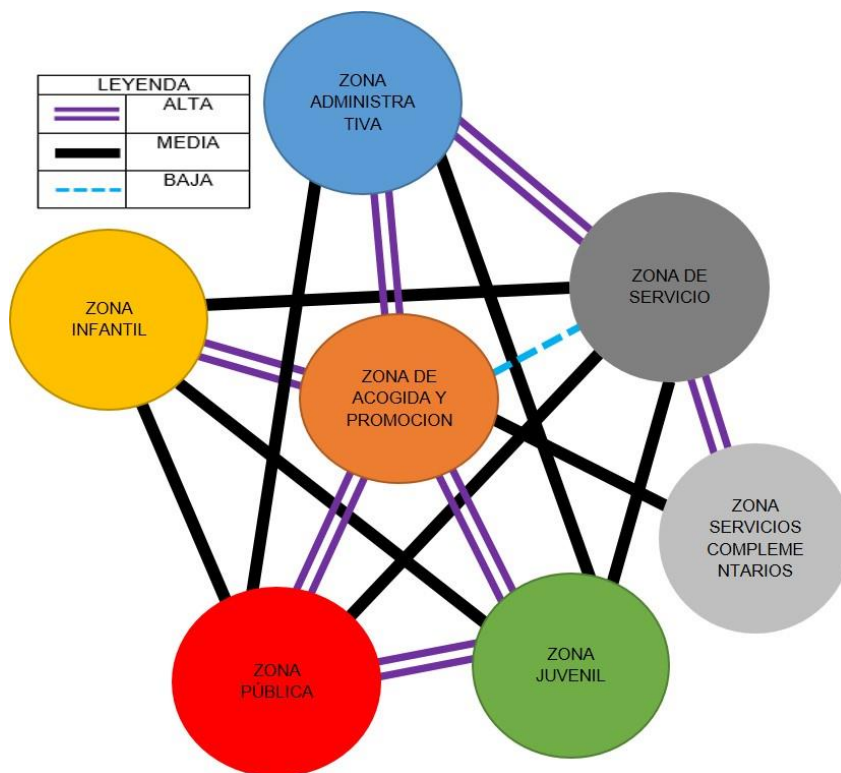 LEYENDA
ALTA
MEDIA
BAJA
ZONA
ADMINISTRA
TIVA
ZONA DE
SERVICIO
ZONA
INFANTIL
ZONA DE
ACOGIDA Y
PROMOCION
ZONA
SERVICIOS
COMPLEME
NTARIOS
ZONA
PÚBLICA
ZONA
JUVENIL